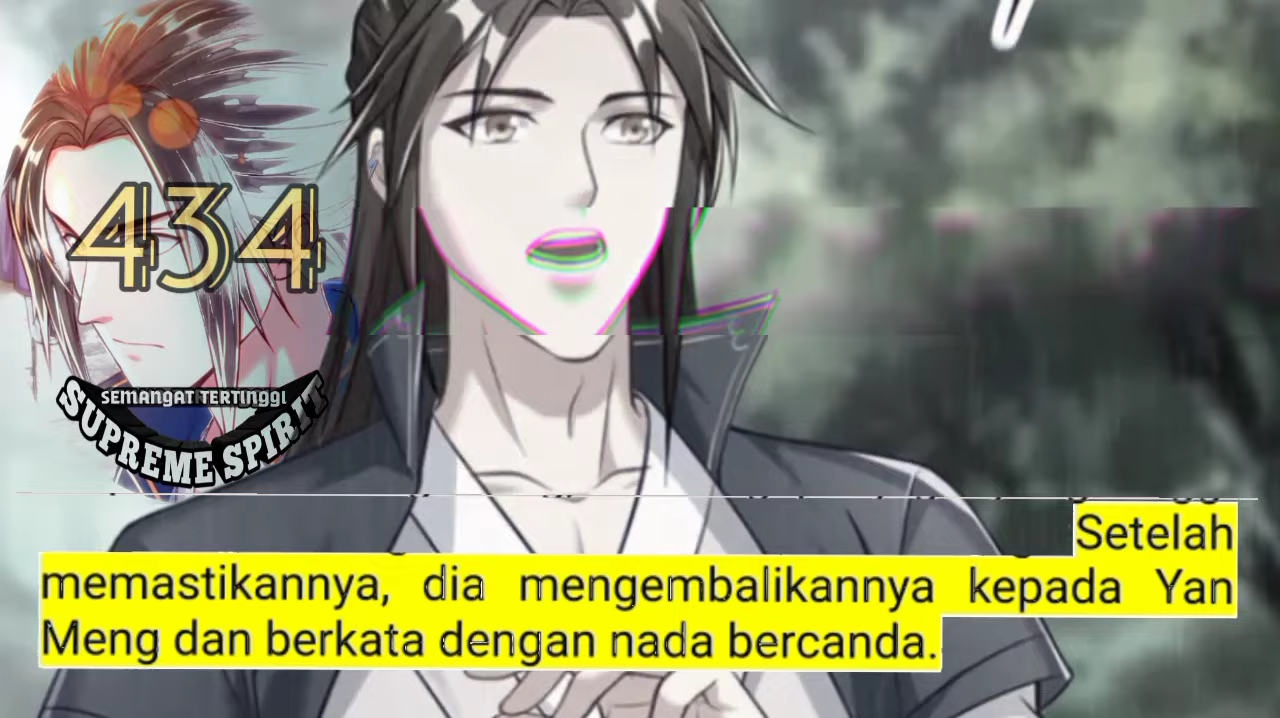 434
SEMANGAT TERTINGGI
SUPREME SPIRIT
Setelah
memastikannya, dia mengembalikannya kepada Yan
Meng dan berkata dengan nada bercanda.